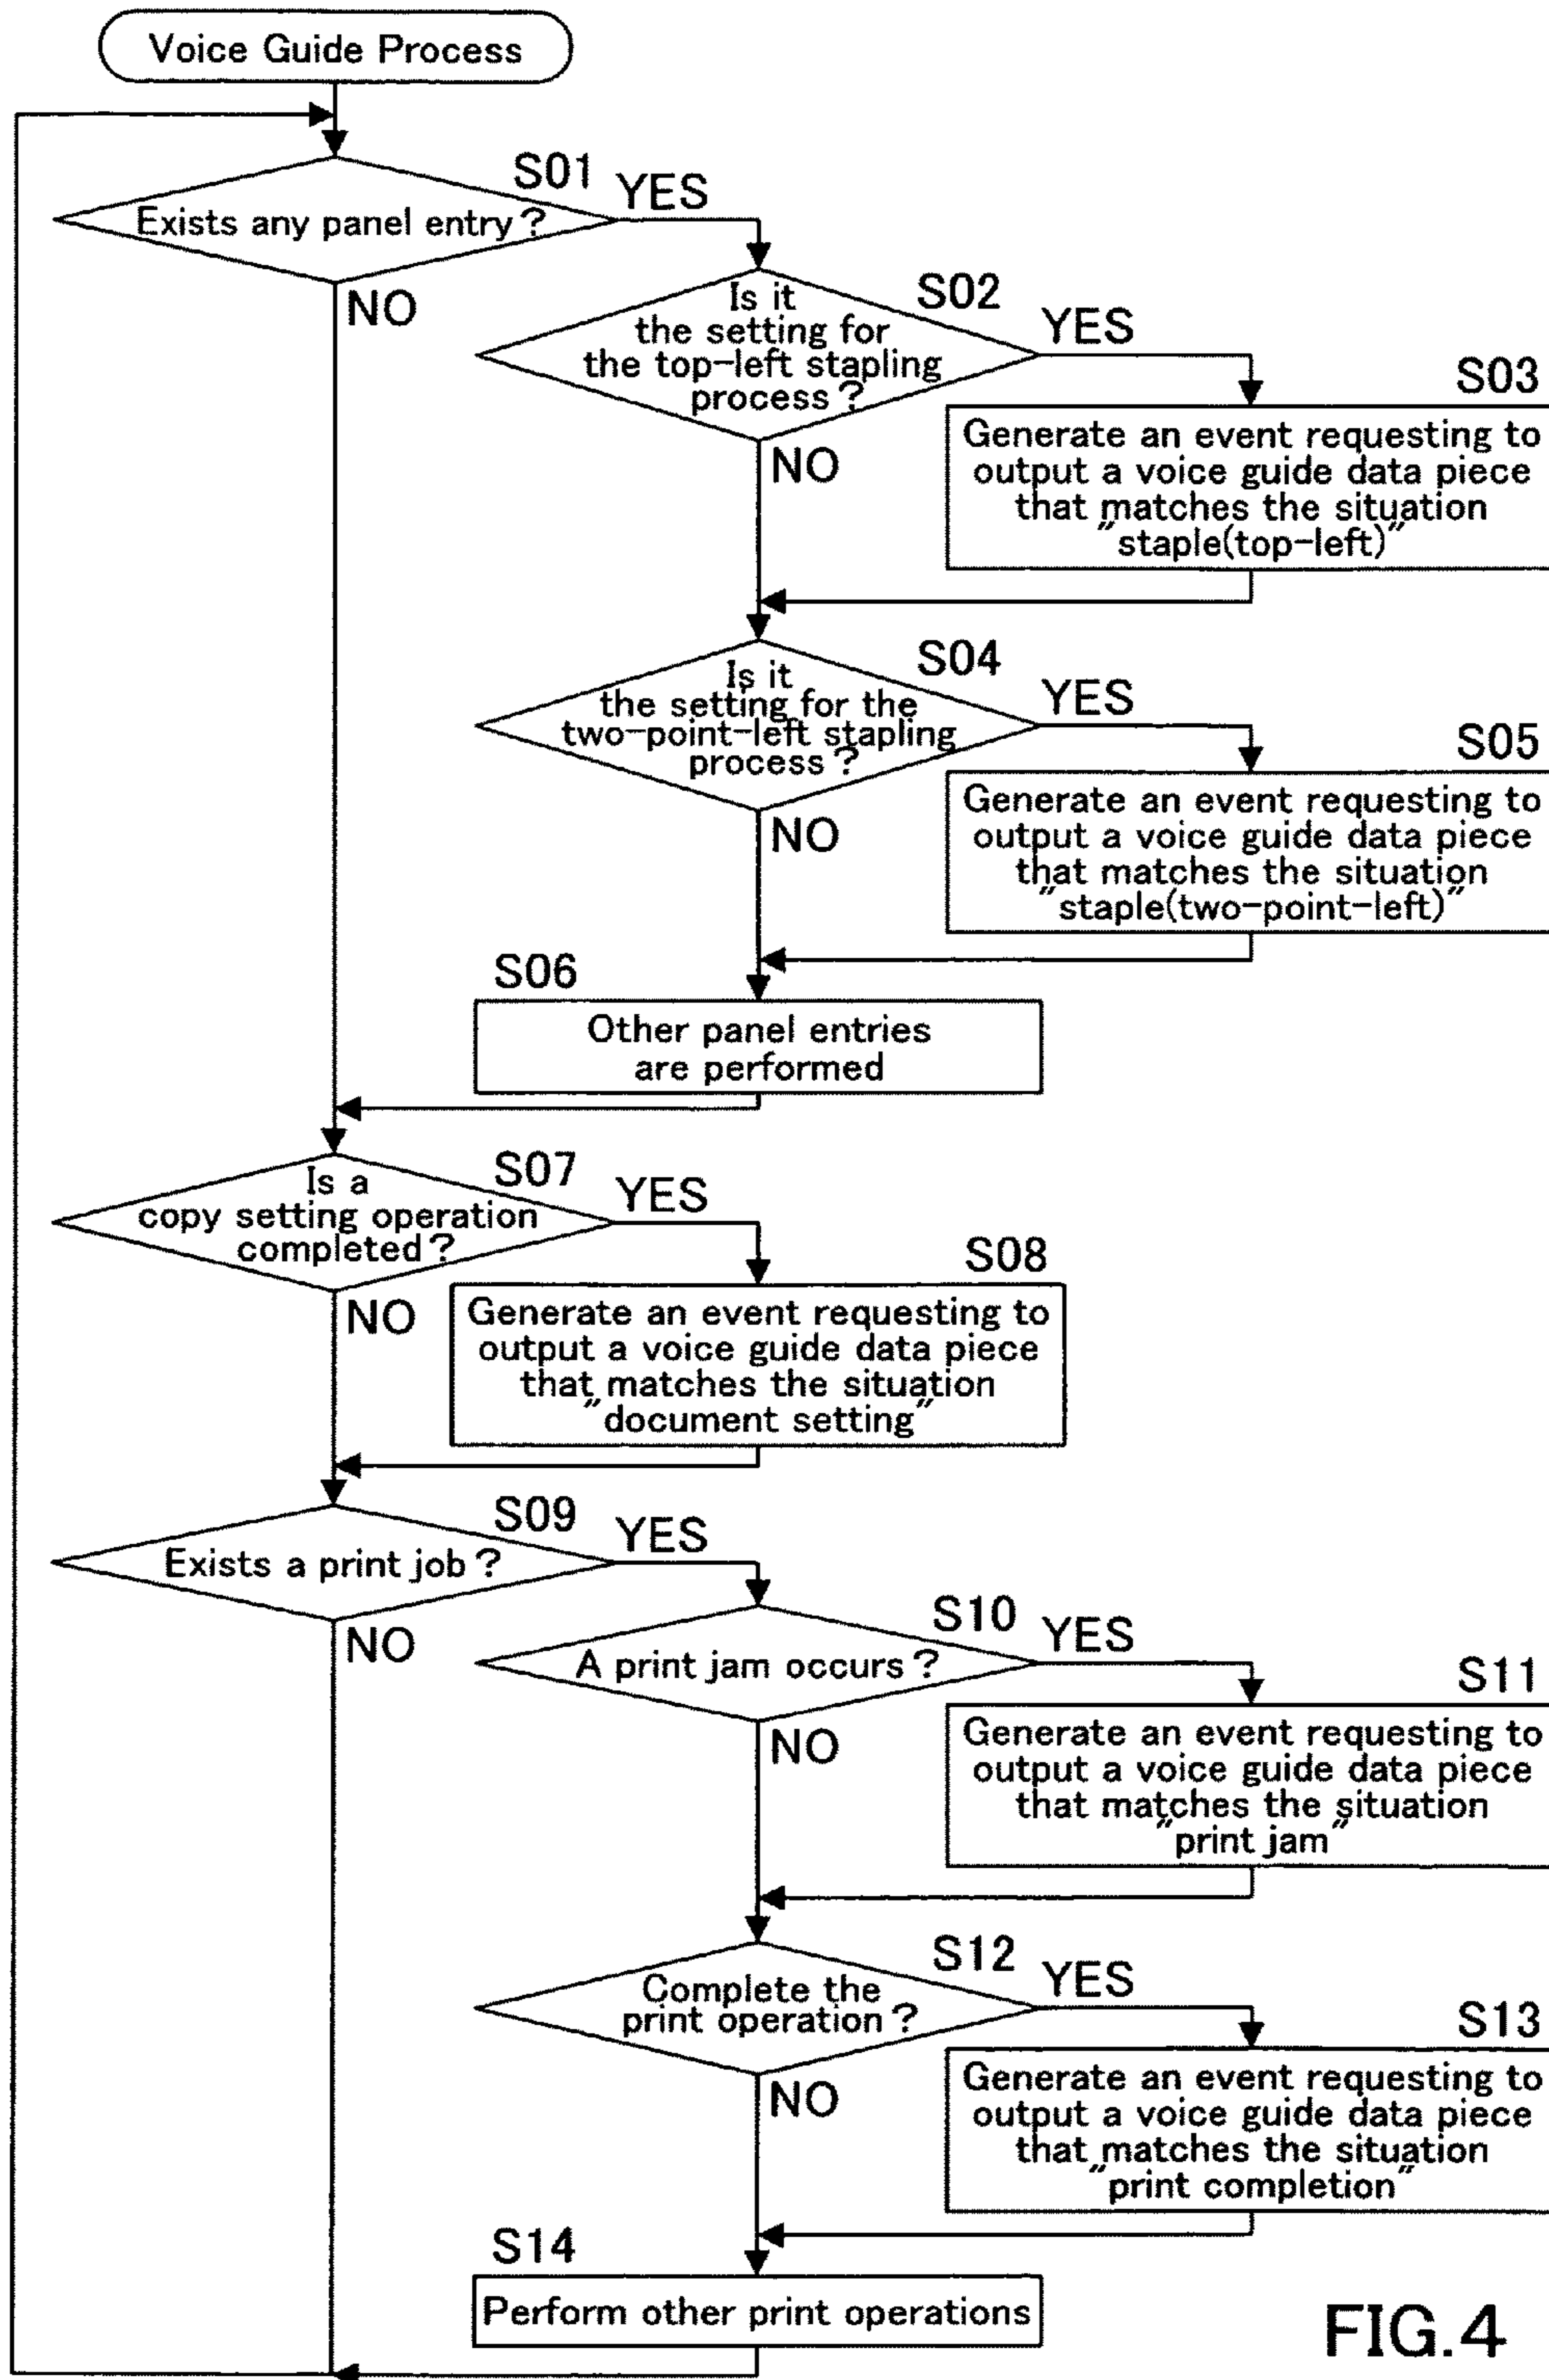 Voice Guide Process
S01
YES
Exists any panel entry?
NO
S02
YES
Is it
the setting for
the top-left stapling
process?
NO
S03
Generate an event requesting to
output a voice guide data piece
that matches the situation
"staple(top-left)"
S04
YES
Is it
the setting for the
two-point-left stapling
process?
NO
S05
Generate an event requesting to
output a voice guide data piece
that matches the situation
"staple(two-point-left)"
S06
Other panel entries
are performed
S07
YES
Is a
copy setting operation
completed?
NO
S08
Generate an event requesting to
output a voice guide data piece
that matches the situation
"document setting"
S09
YES
Exists a print job?
NO
S10
YES
A print jam occurs?
NO
S11
Generate an event requesting to
output a voice guide data piece
that matches the situation
"print jam"
S12
YES
Complete the
print operation?
NO
S13
Generate an event requesting to
output a voice guide data piece
that matches the situation
"print completion"
S14
Perform other print operations
FIG.4